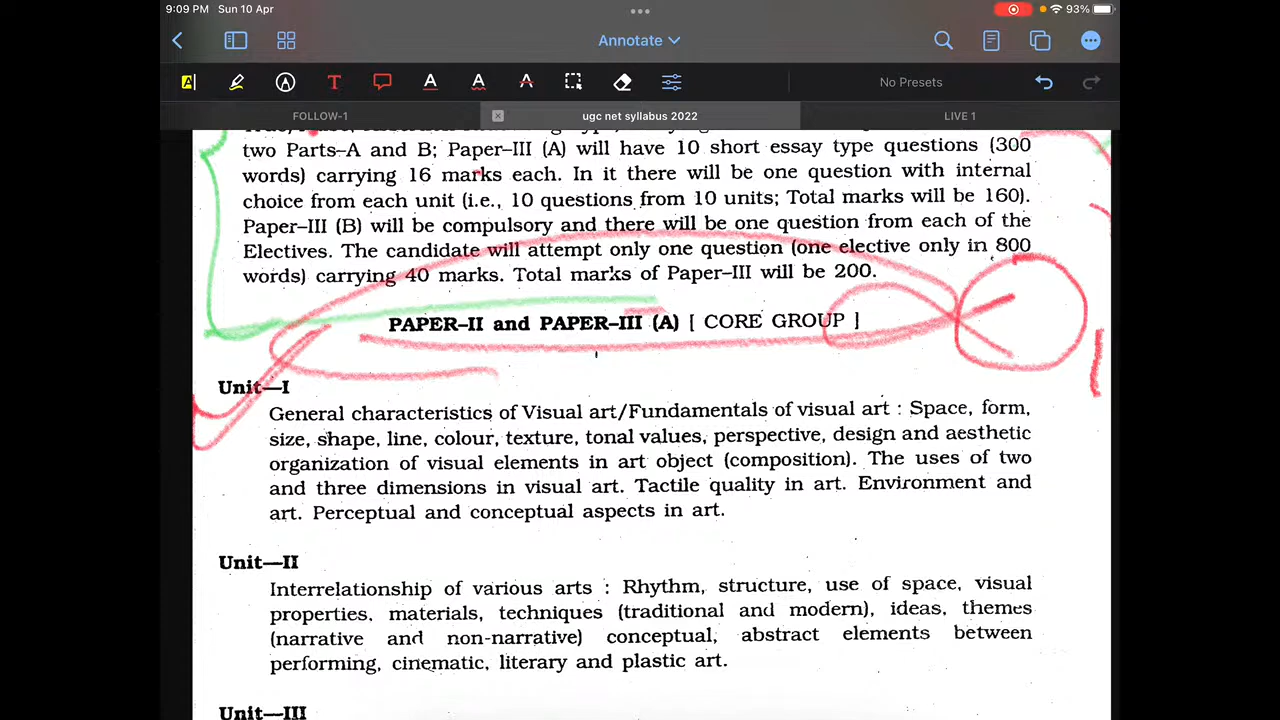 9:09 PM Sun 10 Apr
93%
Annotate
No Presets
FOLLOW-1
ugc net syllabus 2022
LIVE 1
two Parts-A and B; Paper-III (A) will have 10 short essay type questions (300
words) carrying 16 marks each. In it there will be one question with internal
choice from each unit (i.e., 10 questions from 10 units; Total marks will be 160).
Paper-III (B) will be compulsory and there will be one question from each of the
Electives. The candidate will attempt only one question (one elective only in 800
words) carrying 40 marks. Total marks of Paper-III will be 200.
PAPER–II and PAPER–III (A) [ CORE GROUP ]
Unit—I
General characteristics of Visual art/Fundamentals of visual art : Space, form,
size, shape, line, colour, texture, tonal values, perspective, design and aesthetic
organization of visual elements in art object (composition). The uses of two
and three dimensions in visual art. Tactile quality in art. Environment and
art. Perceptual and conceptual aspects in art.
Unit—II
Interrelationship of various arts : Rhythm, structure, use of space, visual
properties, materials, techniques (traditional and modern), ideas, themes
(narrative and non-narrative) conceptual, abstract elements between
performing, cinematic, literary and plastic art.
Unit—III